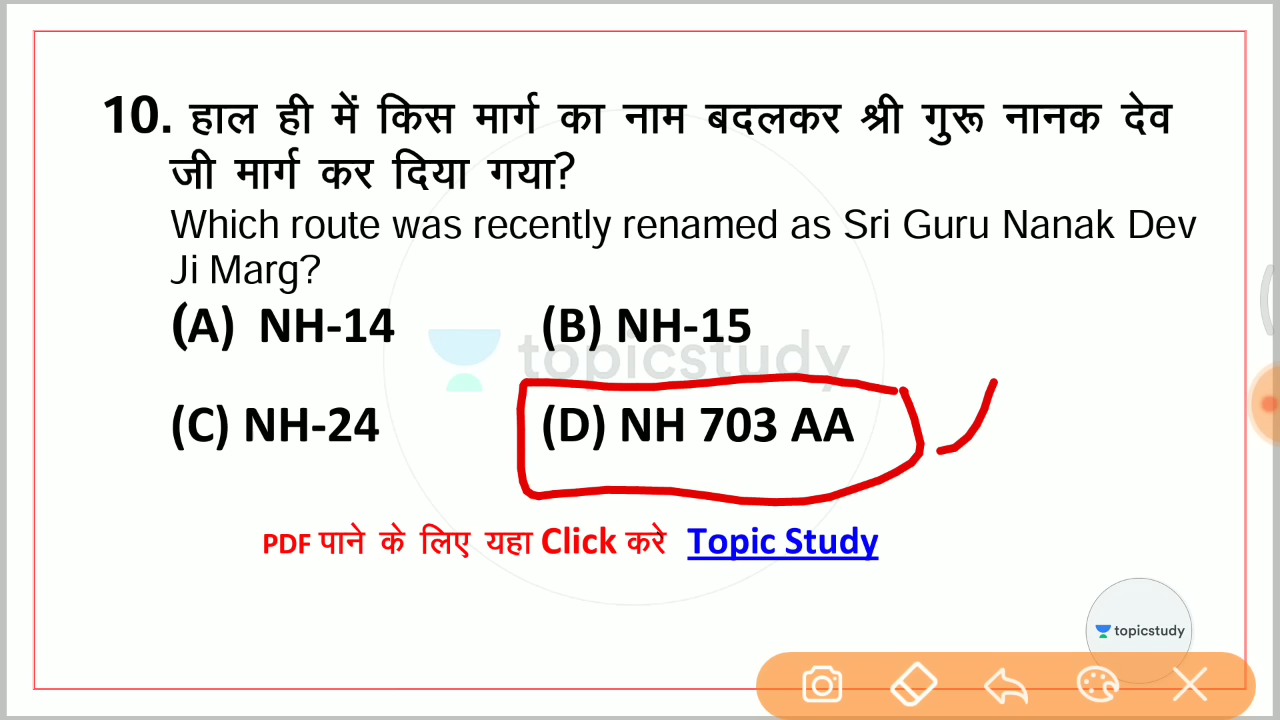 10. हाल ही में किस मार्ग का नाम बदलकर श्री गुरू नानक देव
जी मार्ग कर दिया गया?
Which route was recently renamed as Sri Guru Nanak Dev
Ji Marg?
(A) NH-14 (B) NH-15
topicstudy
(C) NH-24 (D) NH 703 AA
PDF पाने के लिए यहा Click करे Topic Study
topicstudy